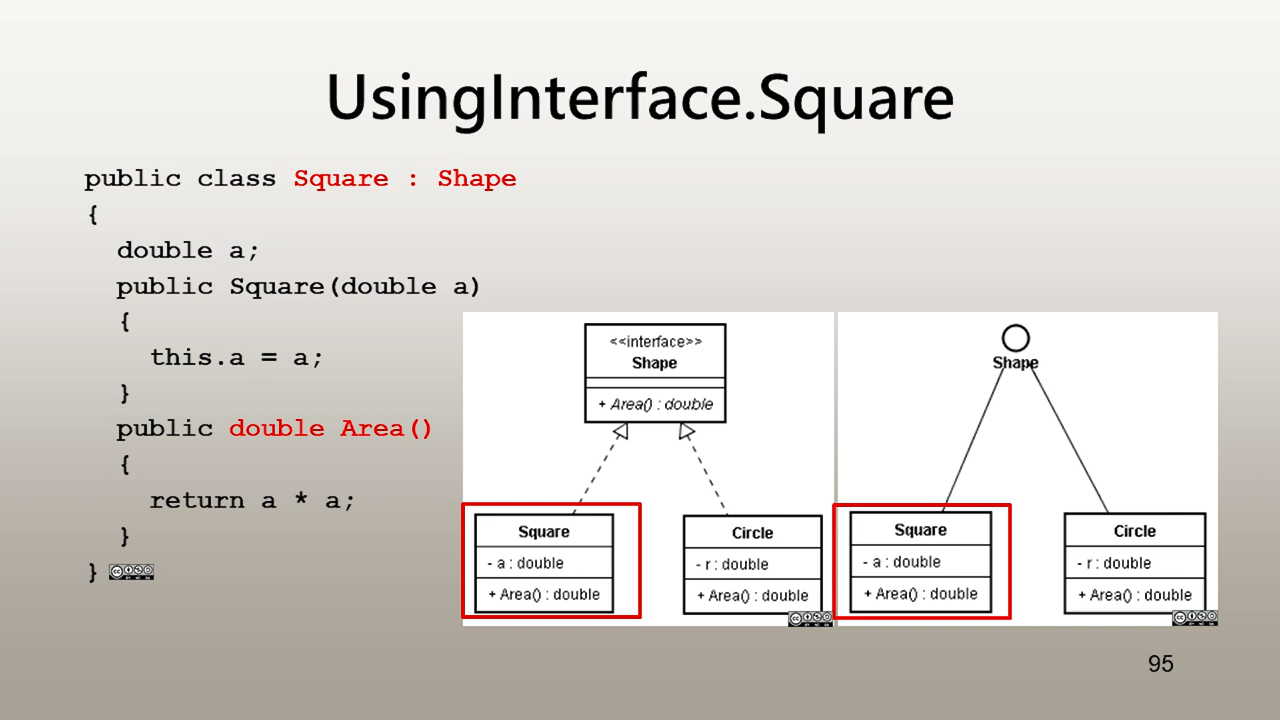 UsingInterface.Square
public class Square : Shape
{
double a;
public Square(double a)
{
this.a = a;
}
public double Area()
{
return a * a;
}
}
<<interface>>
Shape
+ Area() : double
Square
- a : double
+ Area() : double
Circle
- r : double
+ Area() : double
Shape
Square
- a : double
+ Area() : double
Circle
- r : double
+ Area() : double
95